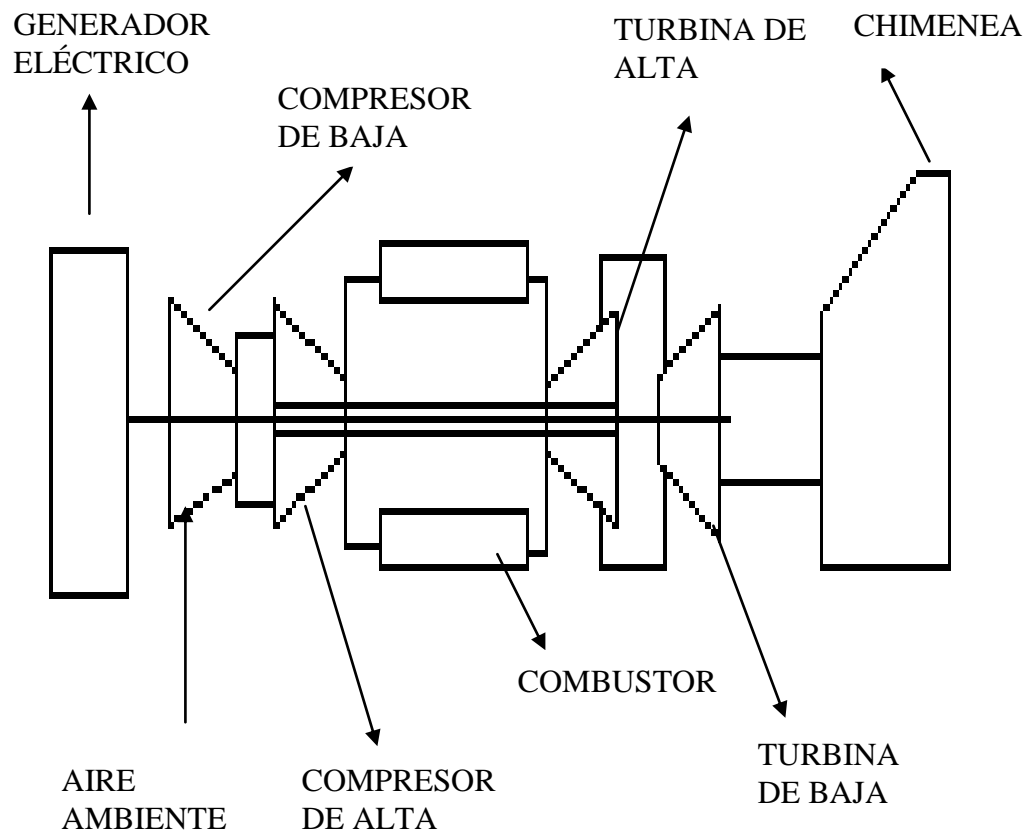 GENERADOR
ELÉCTRICO
COMPRESOR
DE BAJA
TURBINA DE
ALTA
CHIMENEA
COMBUSTOR
AIRE
AMBIENTE
COMPRESOR
DE ALTA
TURBINA
DE BAJA